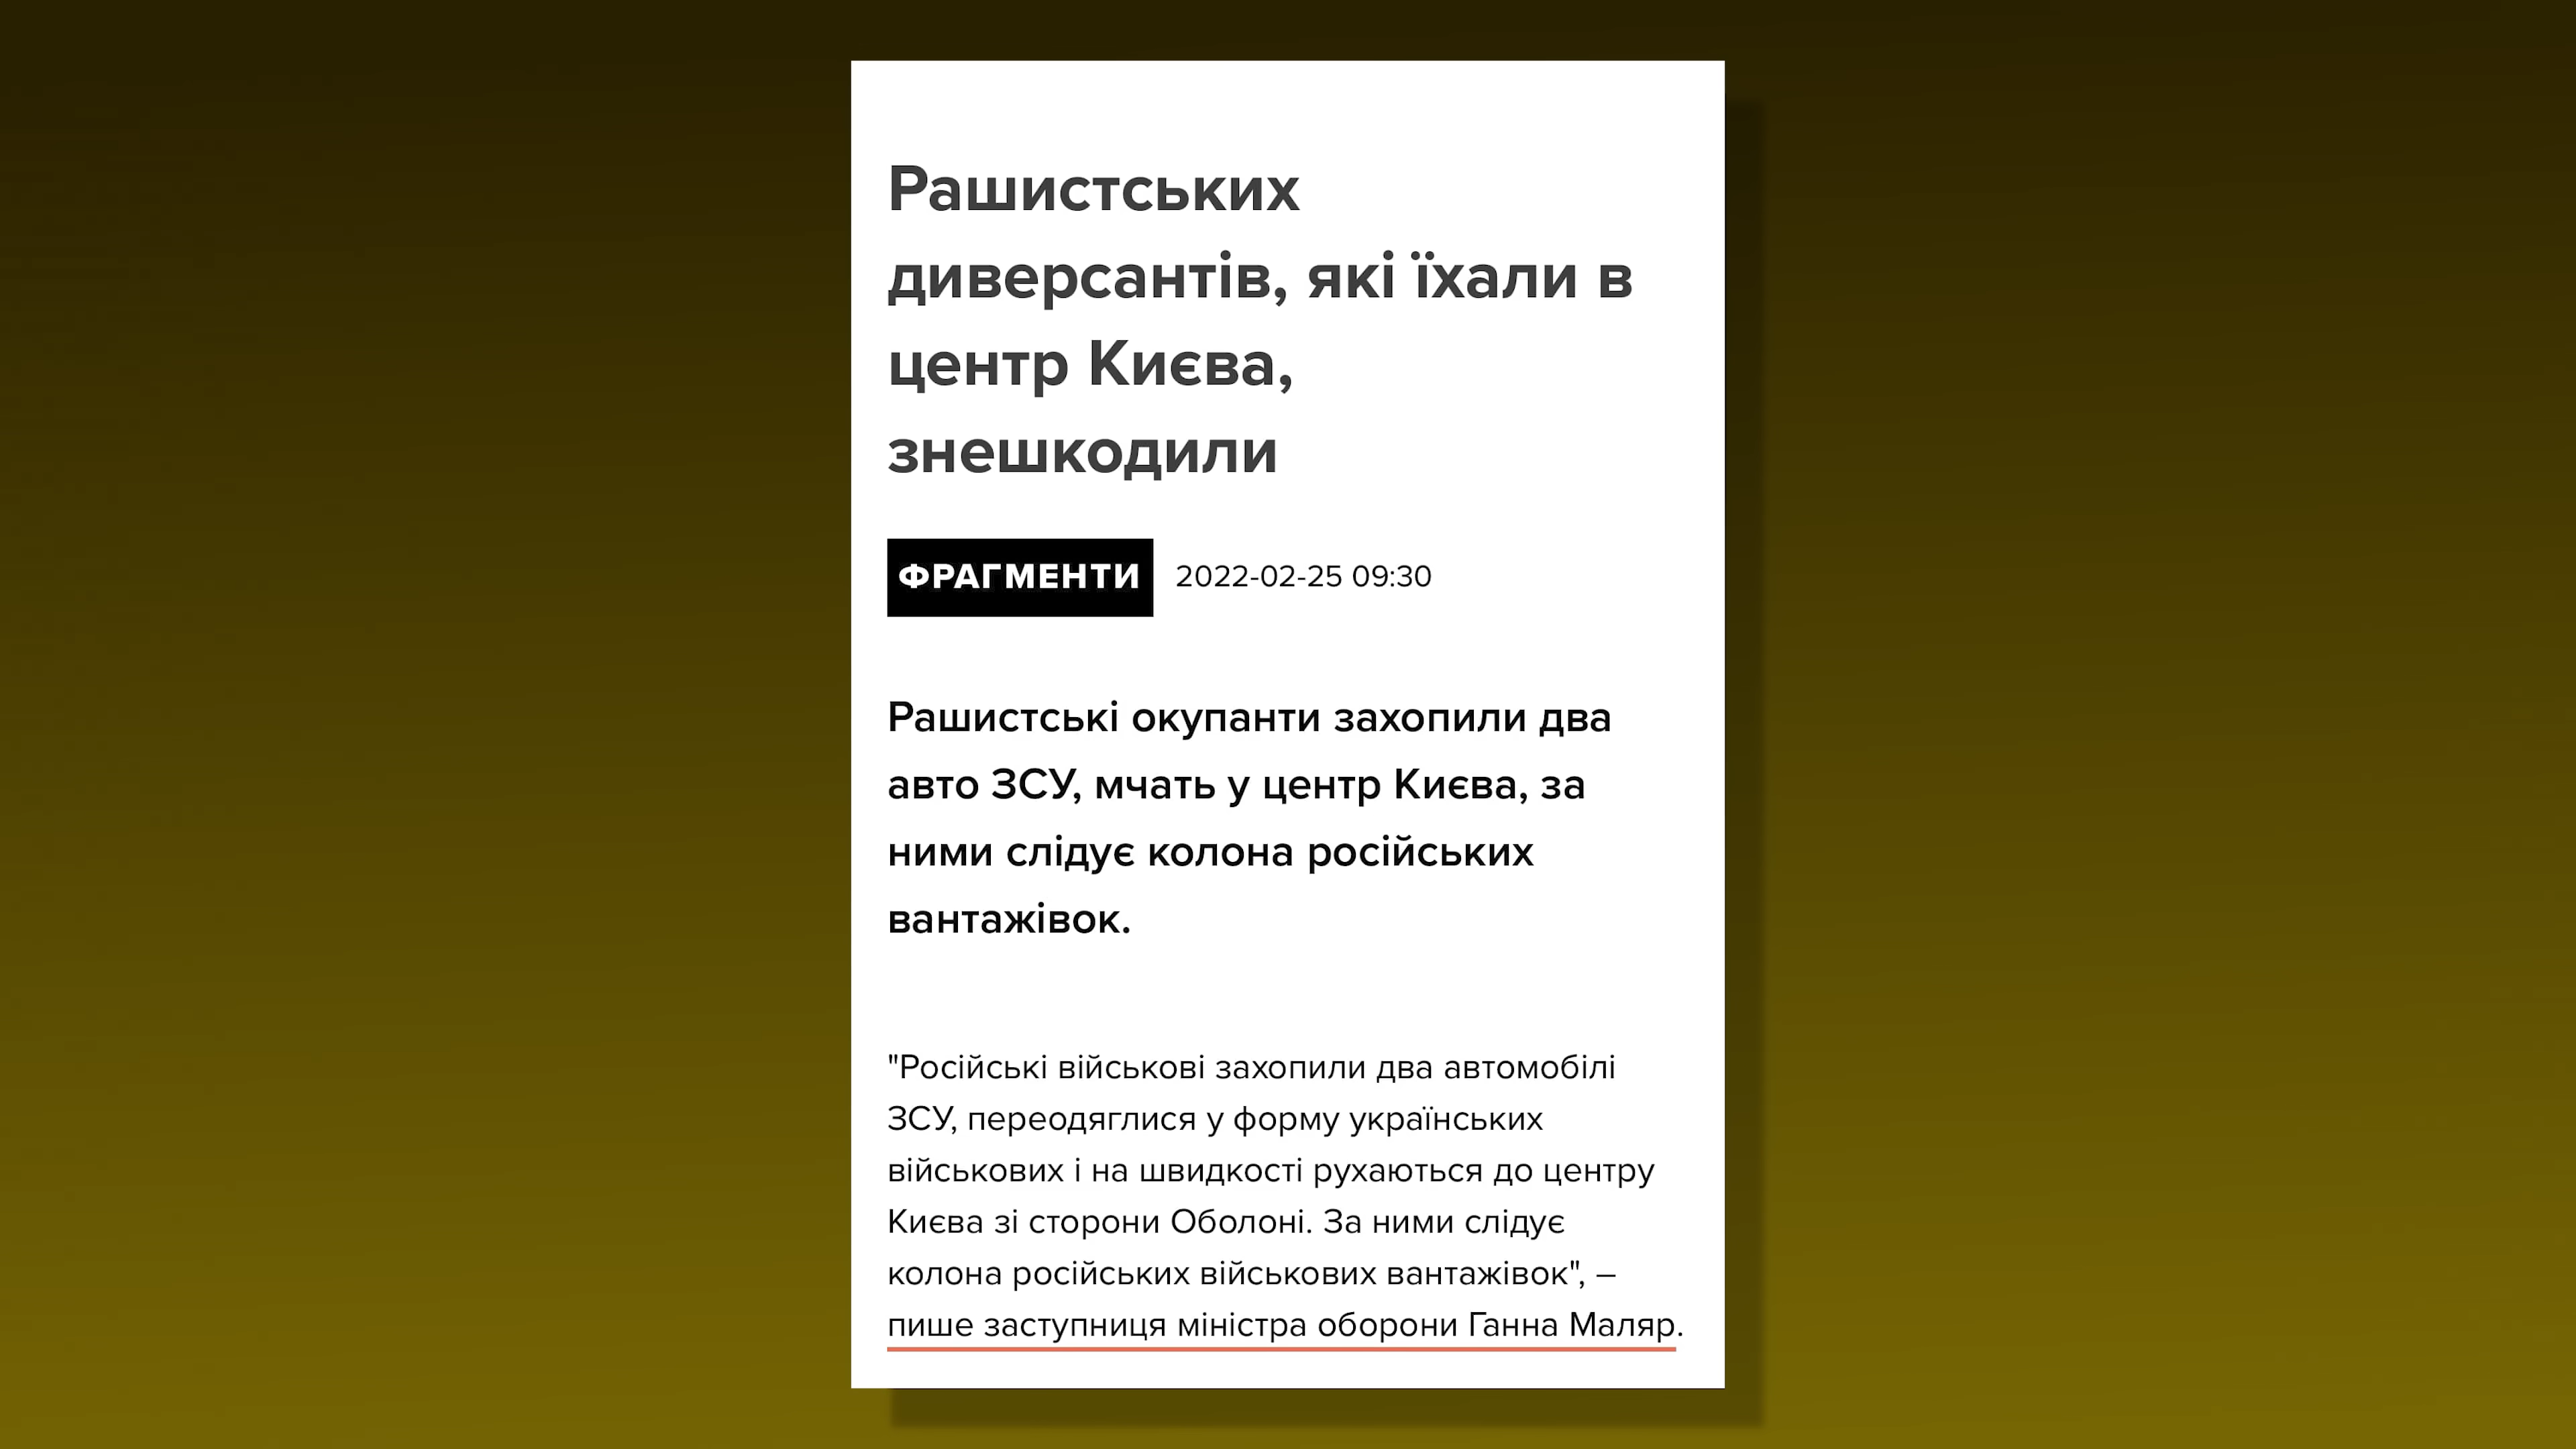 Рашистських
диверсантів, які їхали в
центр Києва,
знешкодили
ФРАГМЕНТИ 2022-02-25 09:30
Рашистські окупанти захопили два
авто ЗСУ, мчать у центр Києва, за
ними слідує колона російських
вантажівок.
"Російські військові захопили два автомобілі
ЗСУ, переодяглися у форму українських
військових і на швидкості рухаються до центру
Києва зі сторони Оболоні. За ними слідує
колона російських військових вантажівок", –
пише заступниця міністра оборони Ганна Маляр.